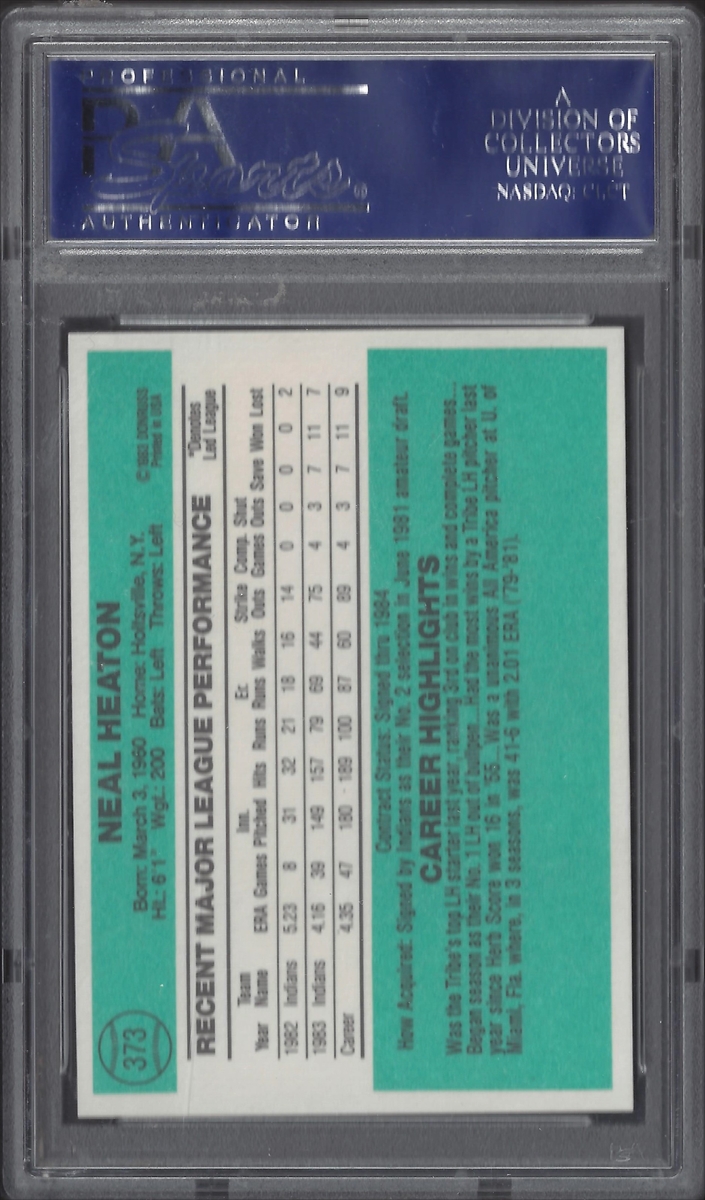 PROFESSIONAL
PSA
Sports
®
AUTHENTICATOR
A
DIVISION OF
COLLECTORS
UNIVERSE
NASDAQ: CLCT
373
NEAL HEATON
Born: March 3, 1960 Home: Holtsville, N.Y.
Ht.: 6'1" Wgt.: 200 Bats: Left Throws: Left
© 1983 DONRUSS
Printed in USA
RECENT MAJOR LEAGUE PERFORMANCE
*Denotes
Led League
Team Inn. Er. Strike Comp. Shut
Year Name ERA Games Pitched Hits Runs Runs Walks Outs Games Outs Save Won Lost
1982 Indians 5.23 8 31 32 21 18 16 14 0 0 0 0 2
1983 Indians 4.16 39 149 157 79 69 44 75 4 3 7 11 7
Career 4.35 47 180 189 100 87 60 89 4 3 7 11 9
Contract Status: Signed thru 1984
How Acquired: Signed by Indians as their No. 2 selection in June 1981 amateur draft.
CAREER HIGHLIGHTS
Was the Tribe's top LH starter last year, ranking 3rd on club in wins and complete games...
Began season as their No. 1 LH out of bullpen... Had the most wins by a Tribe LH pitcher last
year since Herb Score won 16 in '55... Was a unanimous All America pitcher at U. of
Miami, Fla. where, in 3 seasons, was 41-6 with 2.01 ERA ('79-'81).